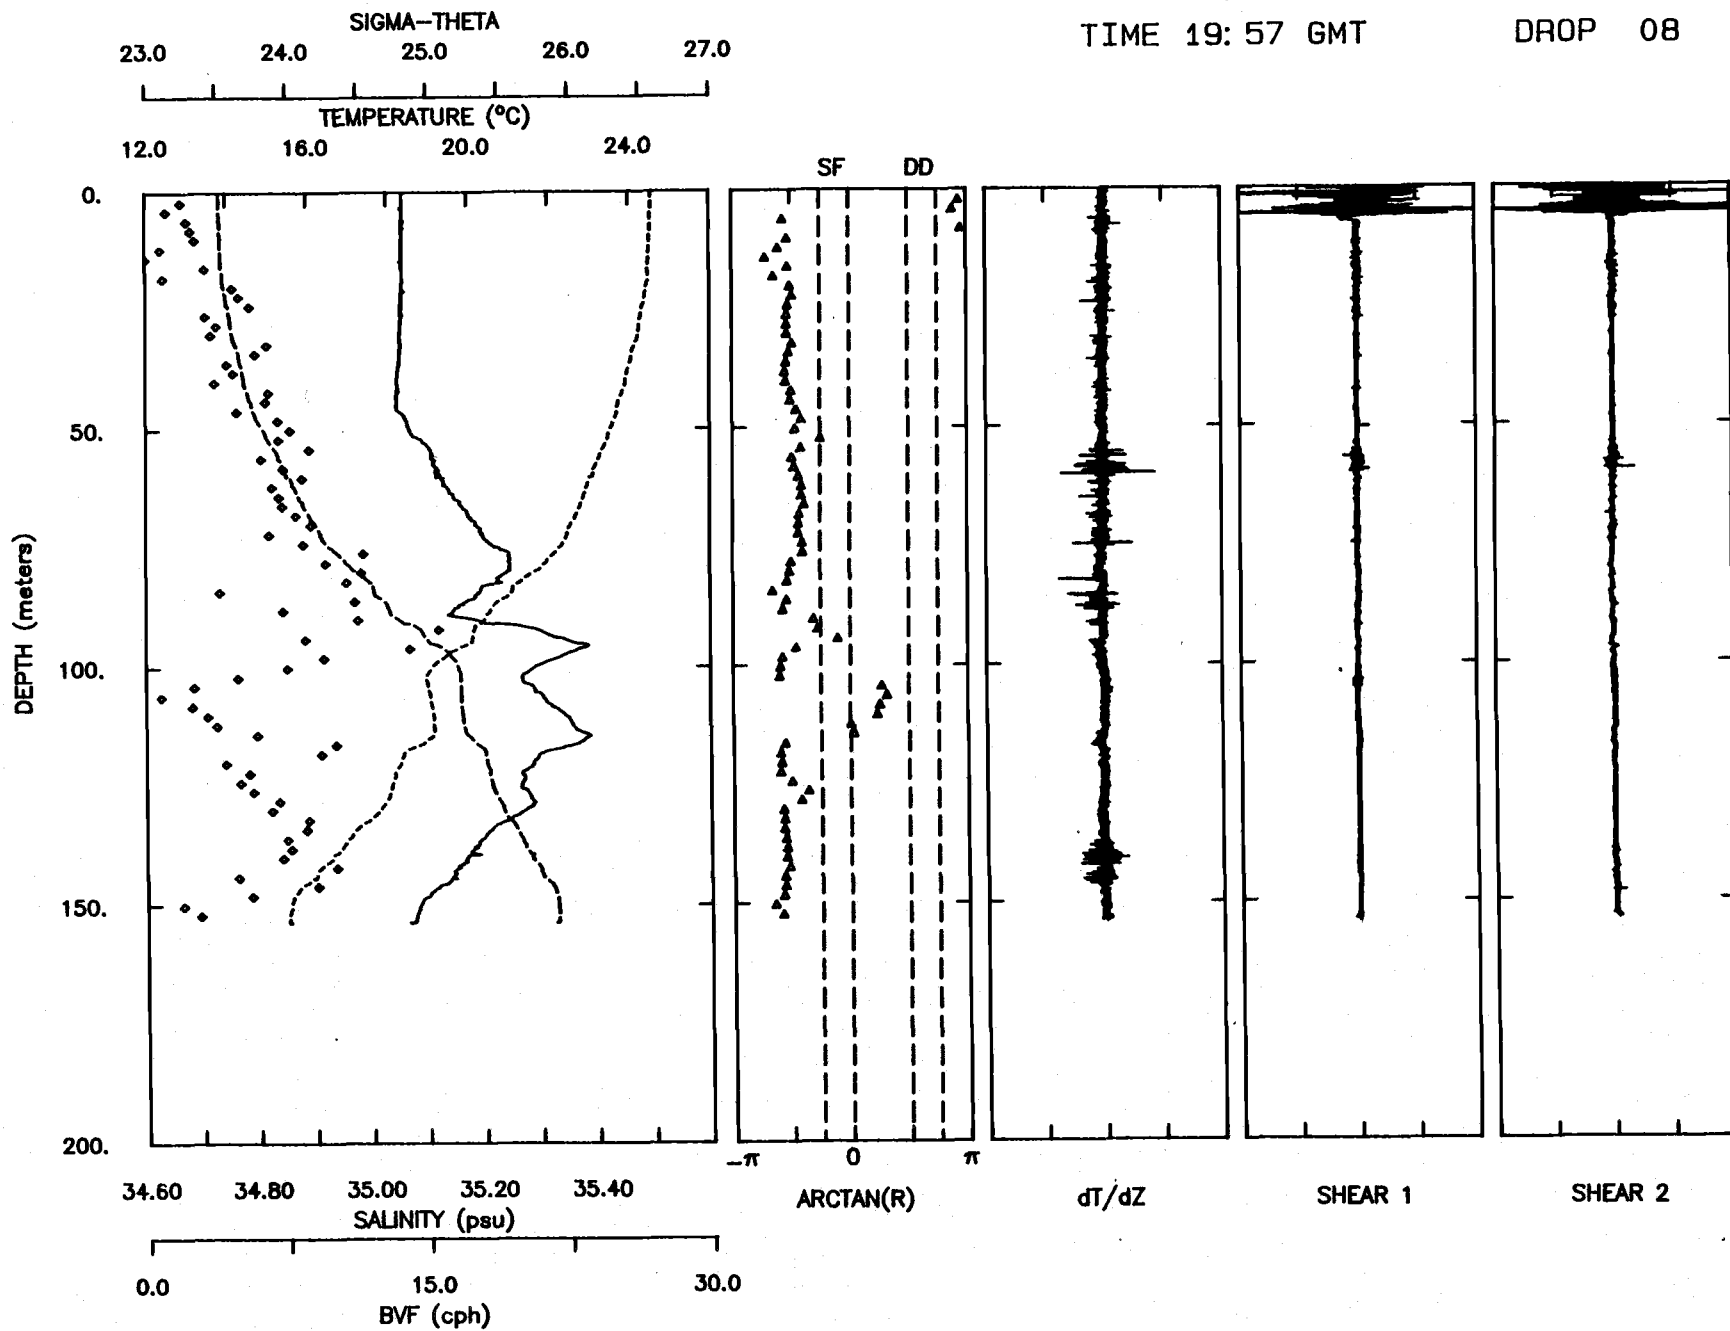 SIGMA-THETA
23.0 24.0 25.0 26.0 27.0
TIME 19:57 GMT DROP 08
TEMPERATURE (°C)
12.0 16.0 20.0 24.0
SF DD
0.
50.
100.
150.
200.
DEPTH (meters)
-π 0 π
34.60 34.80 35.00 35.20 35.40
SALINITY (psu)
ARCTAN(R) dT/dZ SHEAR 1 SHEAR 2
0.0 15.0 30.0
BVF (cph)